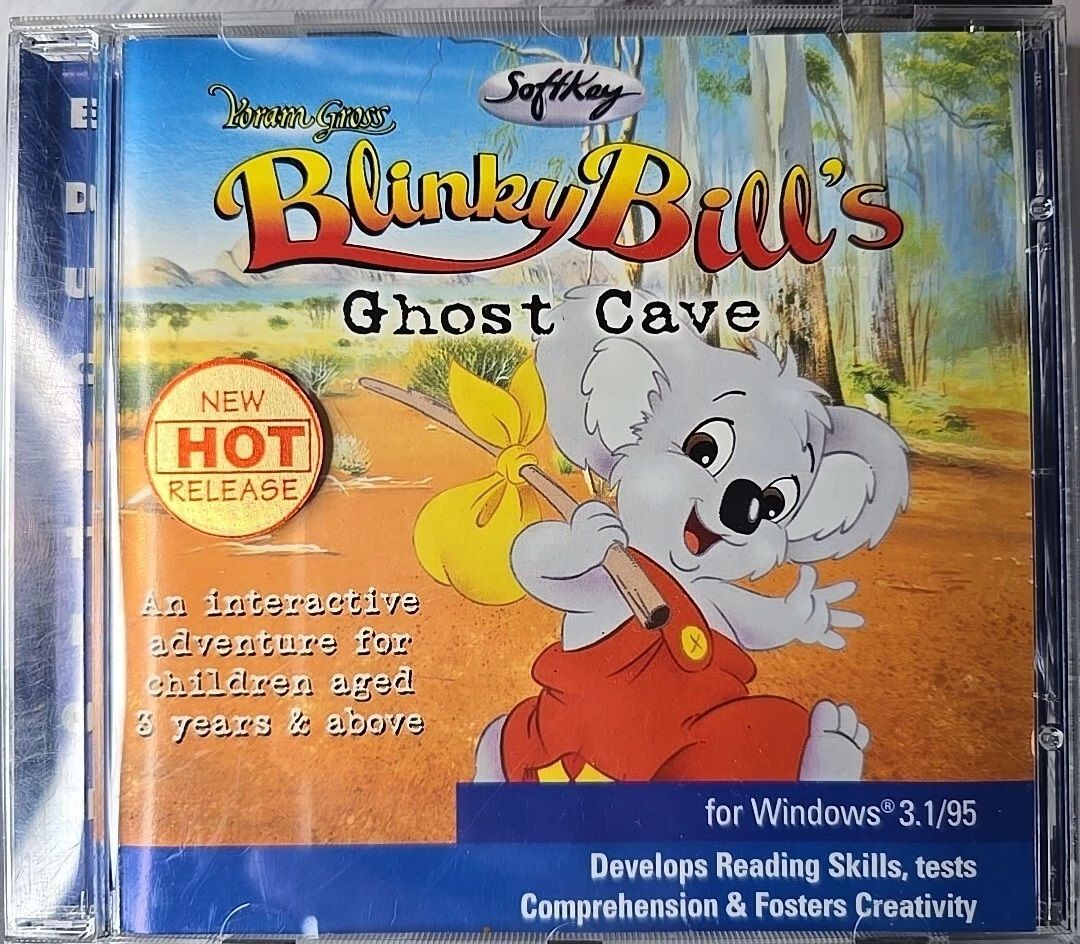 SoftKey
Yoram Gross
Blinky Bill's
TM
Ghost Cave
NEW
HOT
RELEASE
An interactive
adventure for
children aged
3 years & above
for Windows® 3.1/95
Develops Reading Skills, tests
Comprehension & Fosters Creativity